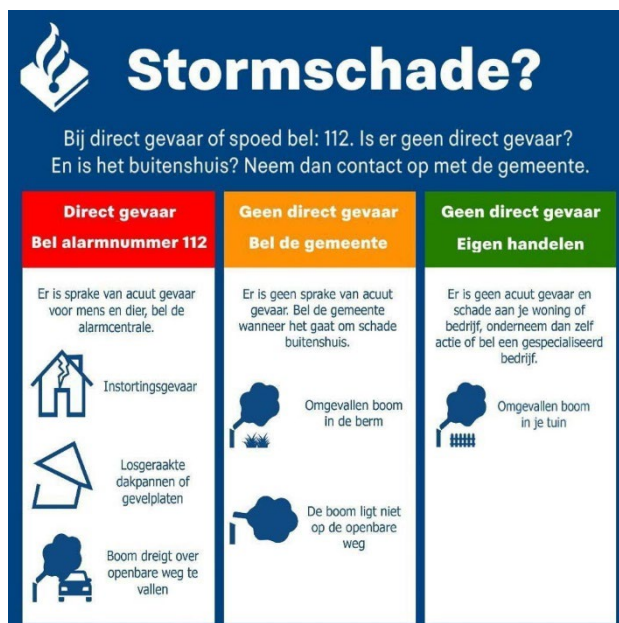 Stormschade?
Bij direct gevaar of spoed bel: 112. Is er geen direct gevaar?
En is het buitenshuis? Neem dan contact op met de gemeente.
Direct gevaar
Bel alarmnummer 112
Er is sprake van acuut gevaar
voor mens en dier, bel de
alarmcentrale.
Instortingsgevaar
Losgeraakte
dakpannen of
gevelplaten
Boom dreigt over
openbare weg te
vallen
Geen direct gevaar
Bel de gemeente
Er is geen sprake van acuut
gevaar. Bel de gemeente
wanneer het gaat om schade
buitenshuis.
Omgevallen boom
in de berm
De boom ligt niet
op de openbare
weg
Geen direct gevaar
Eigen handelen
Er is geen acuut gevaar en
schade aan je woning of
bedrijf, onderneem dan zelf
actie of bel een gespecialiseerd
bedrijf.
Omgevallen boom
in je tuin